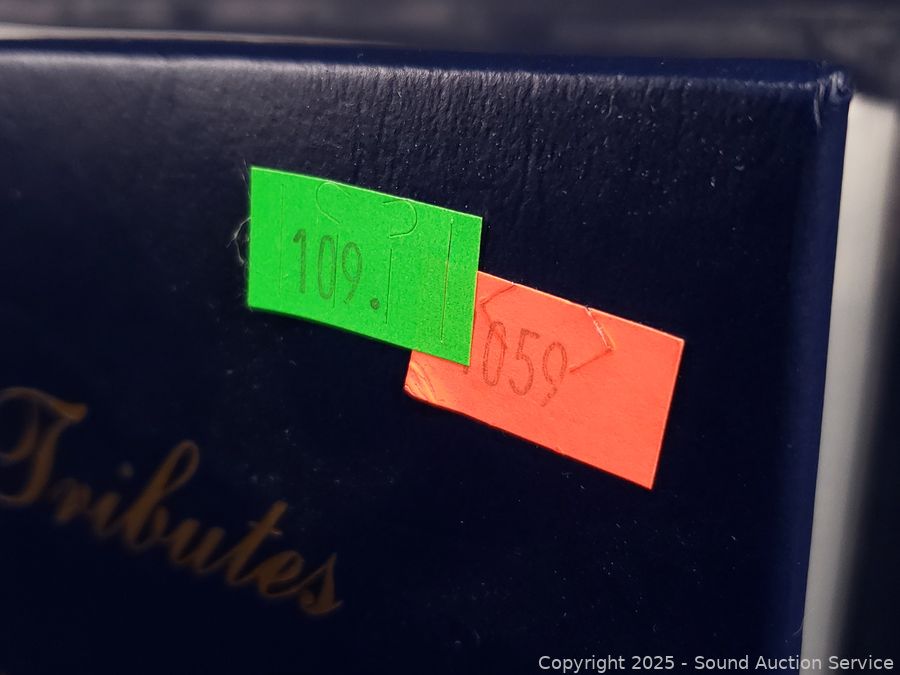 109.
059
Tributes
Copyright 2025 - Sound Auction Service